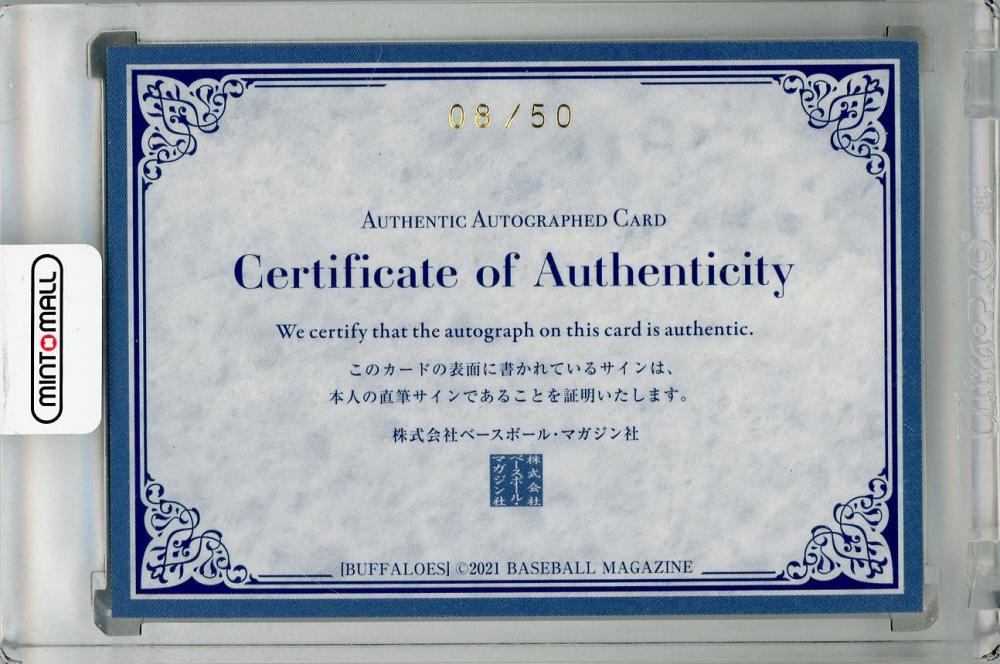 08/50
AUTHENTIC AUTOGRAPHED CARD
Certificate of Authenticity
We certify that the autograph on this card is authentic.
このカードの表面に書かれているサインは、
本人の直筆サインであることを証明いたします。
株式会社ベースボール・マガジン社
株式会社
ベースボール・
マガジン社
[BUFFALOES] ©2021 BASEBALL MAGAZINE
MINTOMALL